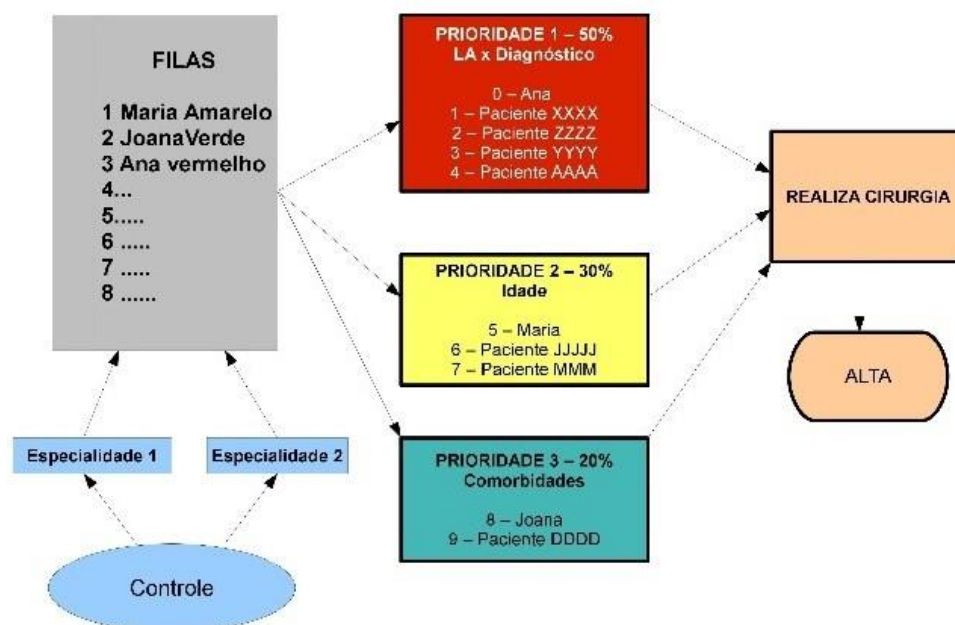 FILAS
1 Maria Amarelo
2 JoanaVerde
3 Ana vermelho
4...
5.....
6 .....
7 .....
8 ......
Especialidade 1
Especialidade 2
Controle
PRIORIDADE 1 – 50%
LA x Diagnóstico
0 – Ana
1 – Paciente XXXX
2 – Paciente ZZZZ
3 – Paciente YYYY
4 – Paciente AAAA
PRIORIDADE 2 – 30%
Idade
5 – Maria
6 – Paciente JJJJJ
7 – Paciente MMM
PRIORIDADE 3 – 20%
Comorbidades
8 – Joana
9 – Paciente DDDD
REALIZA CIRURGIA
ALTA